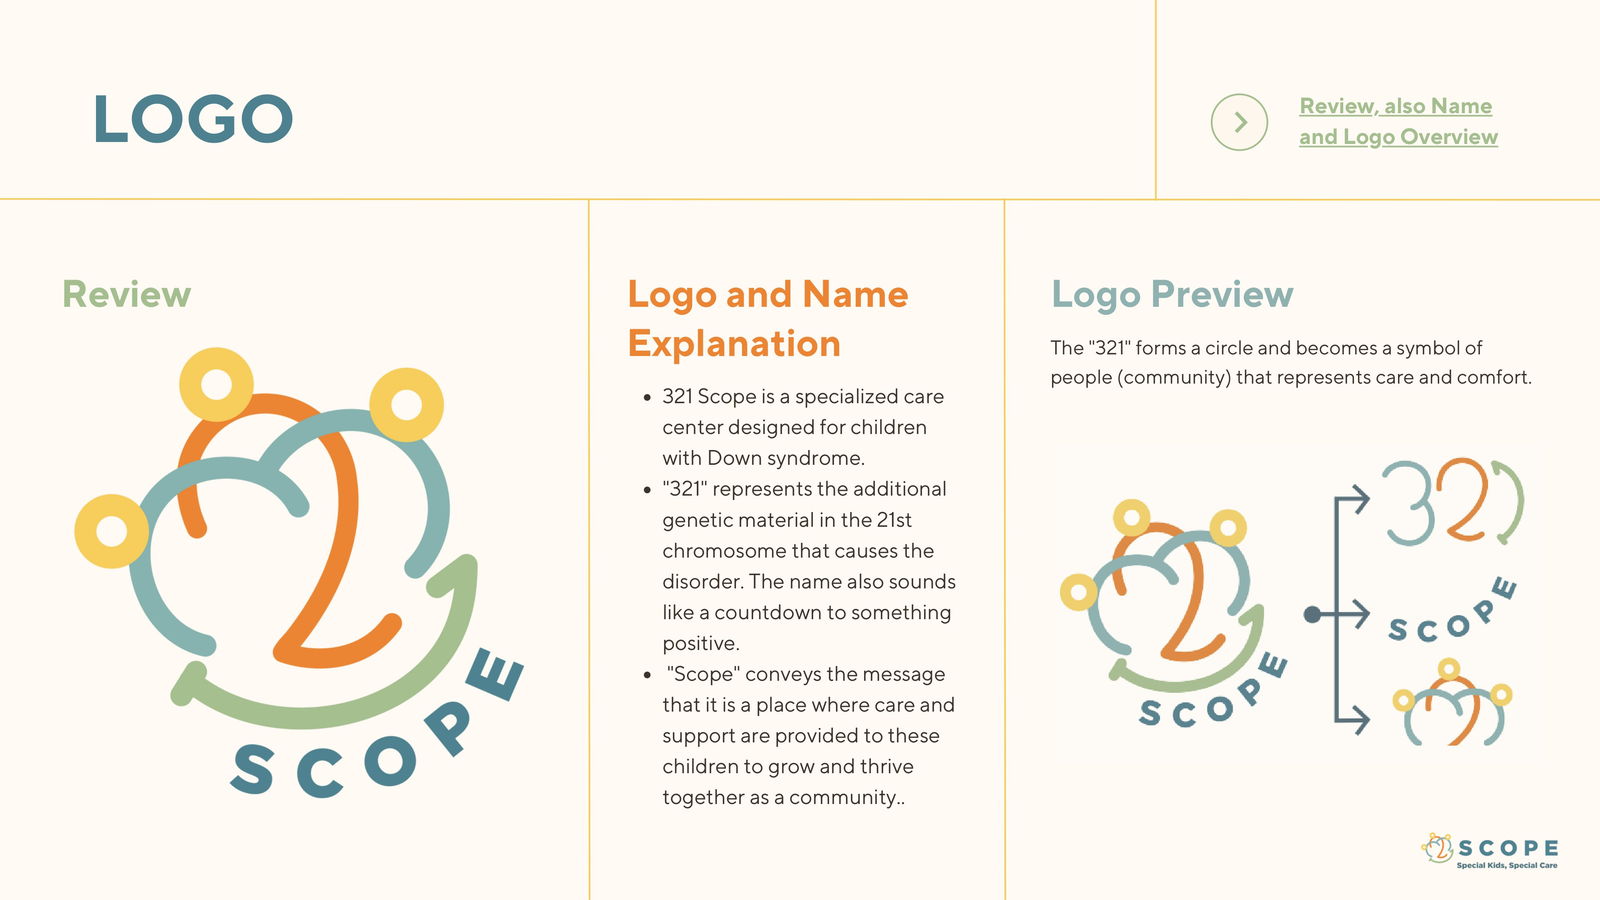 LOGO
Review, also Name
and Logo Overview
Review
SCOPE
Logo and Name
Explanation
• 321 Scope is a specialized care
center designed for children
with Down syndrome.
• "321" represents the additional
genetic material in the 21st
chromosome that causes the
disorder. The name also sounds
like a countdown to something
positive.
• "Scope" conveys the message
that it is a place where care and
support are provided to these
children to grow and thrive
together as a community..
Logo Preview
The "321" forms a circle and becomes a symbol of
people (community) that represents care and comfort.
SCOPE
321
SCOPE
SCOPE
Special Kids, Special Care